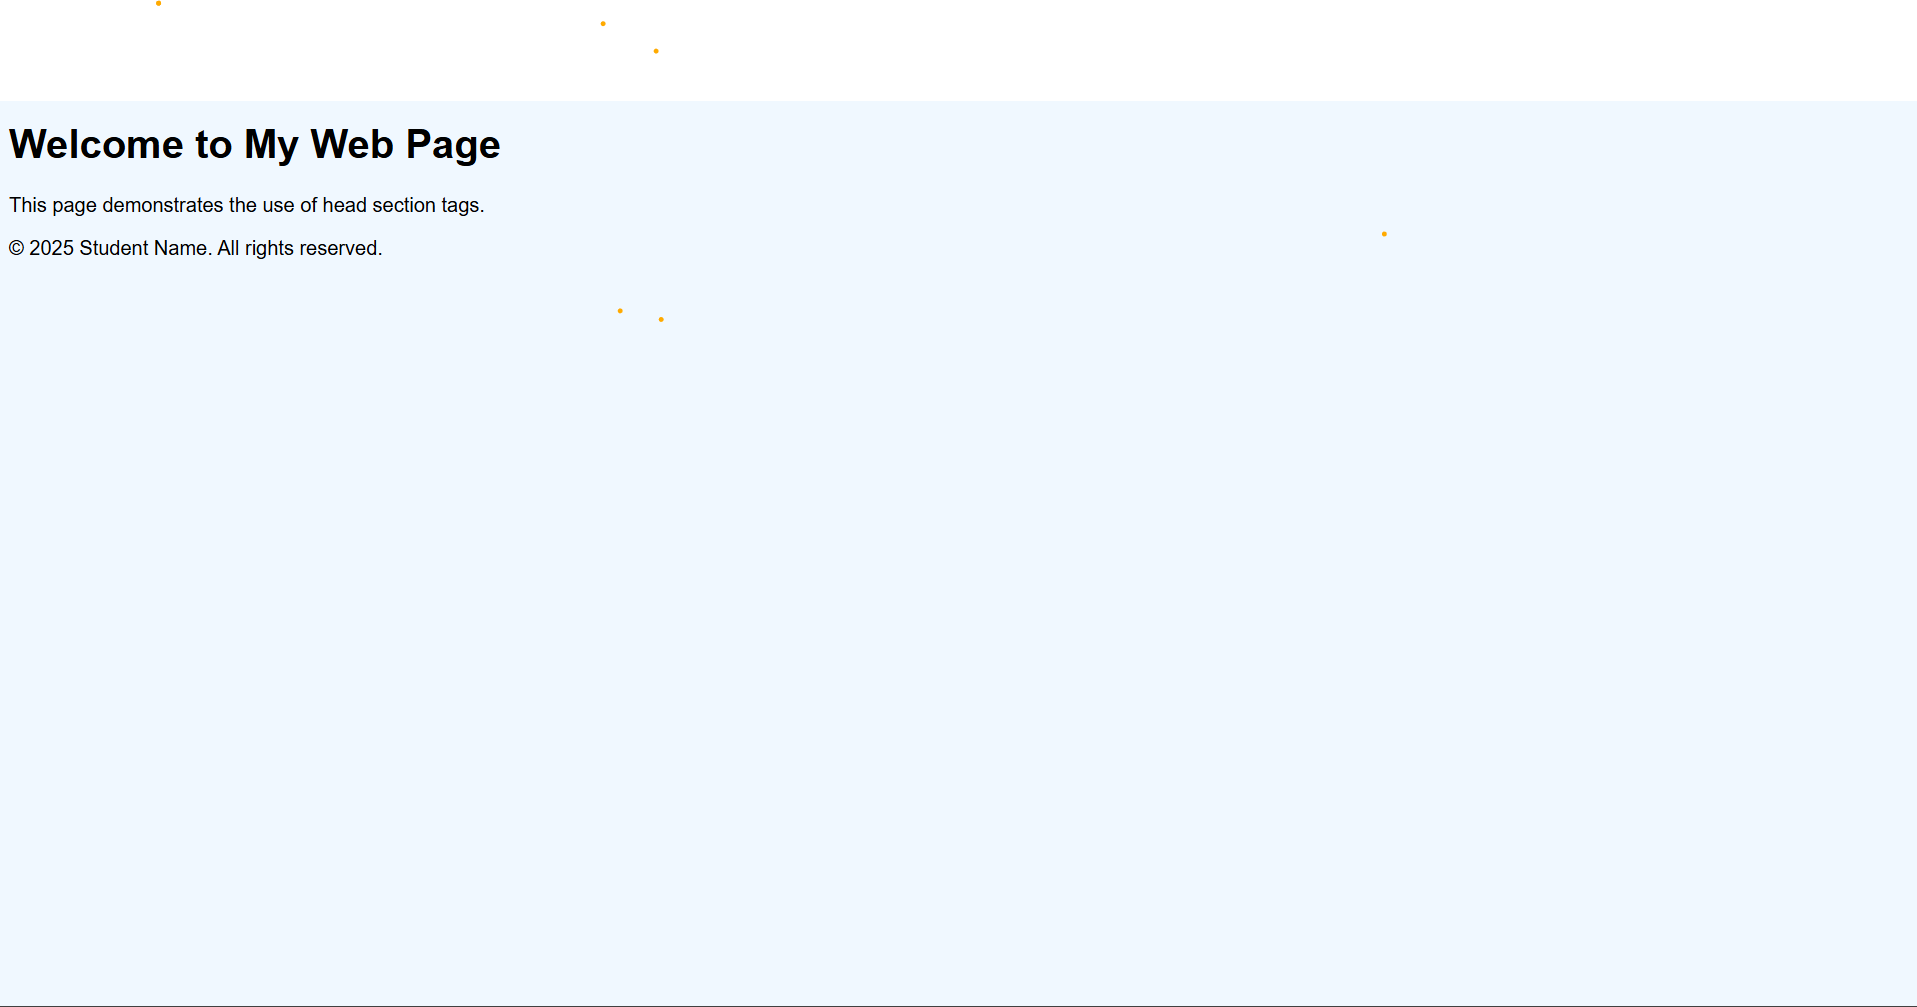 Welcome to My Web Page
This page demonstrates the use of head section tags.
© 2025 Student Name. All rights reserved.